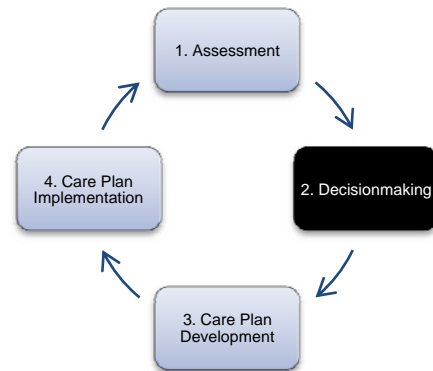 1. Assessment
2. Decisionmaking
3. Care Plan
Development
4. Care Plan
Implementation